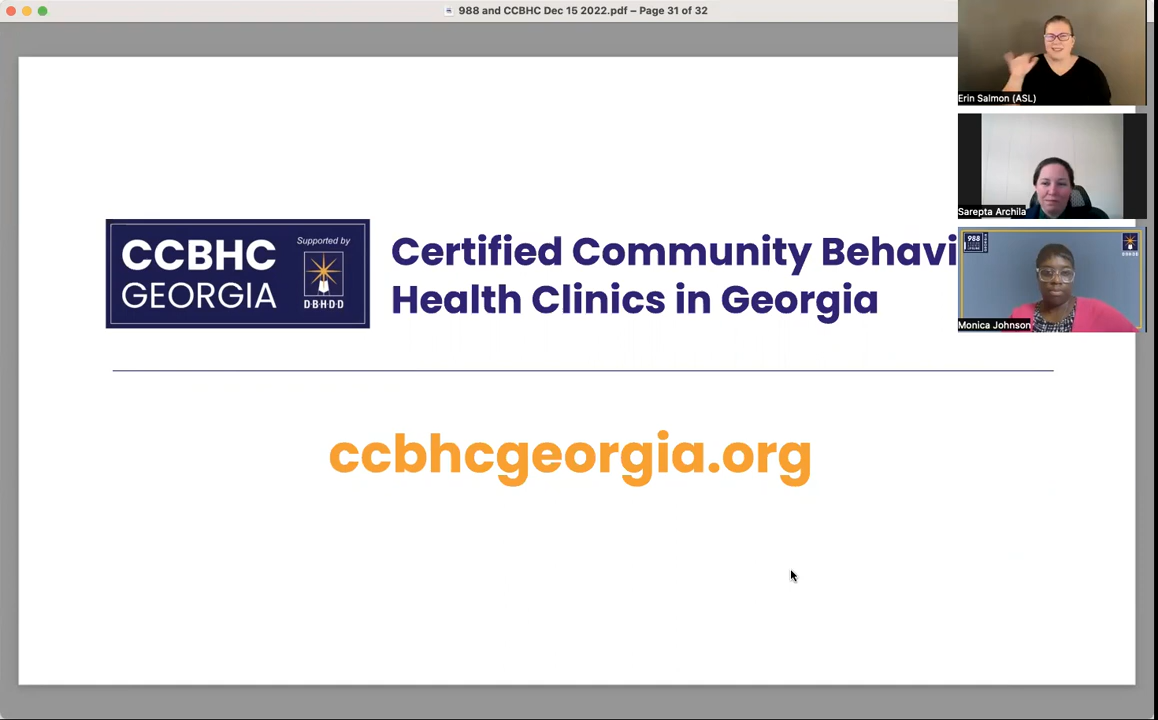 988 and CCBHC Dec 15 2022.pdf – Page 31 of 32
Erin Salmon (ASL)
Sarepta Archila
988
DBHDD
Monica Johnson
CCBHC
GEORGIA
Supported by
DBHDD
Certified Community Behavi
Health Clinics in Georgia
ccbhcgeorgia.org